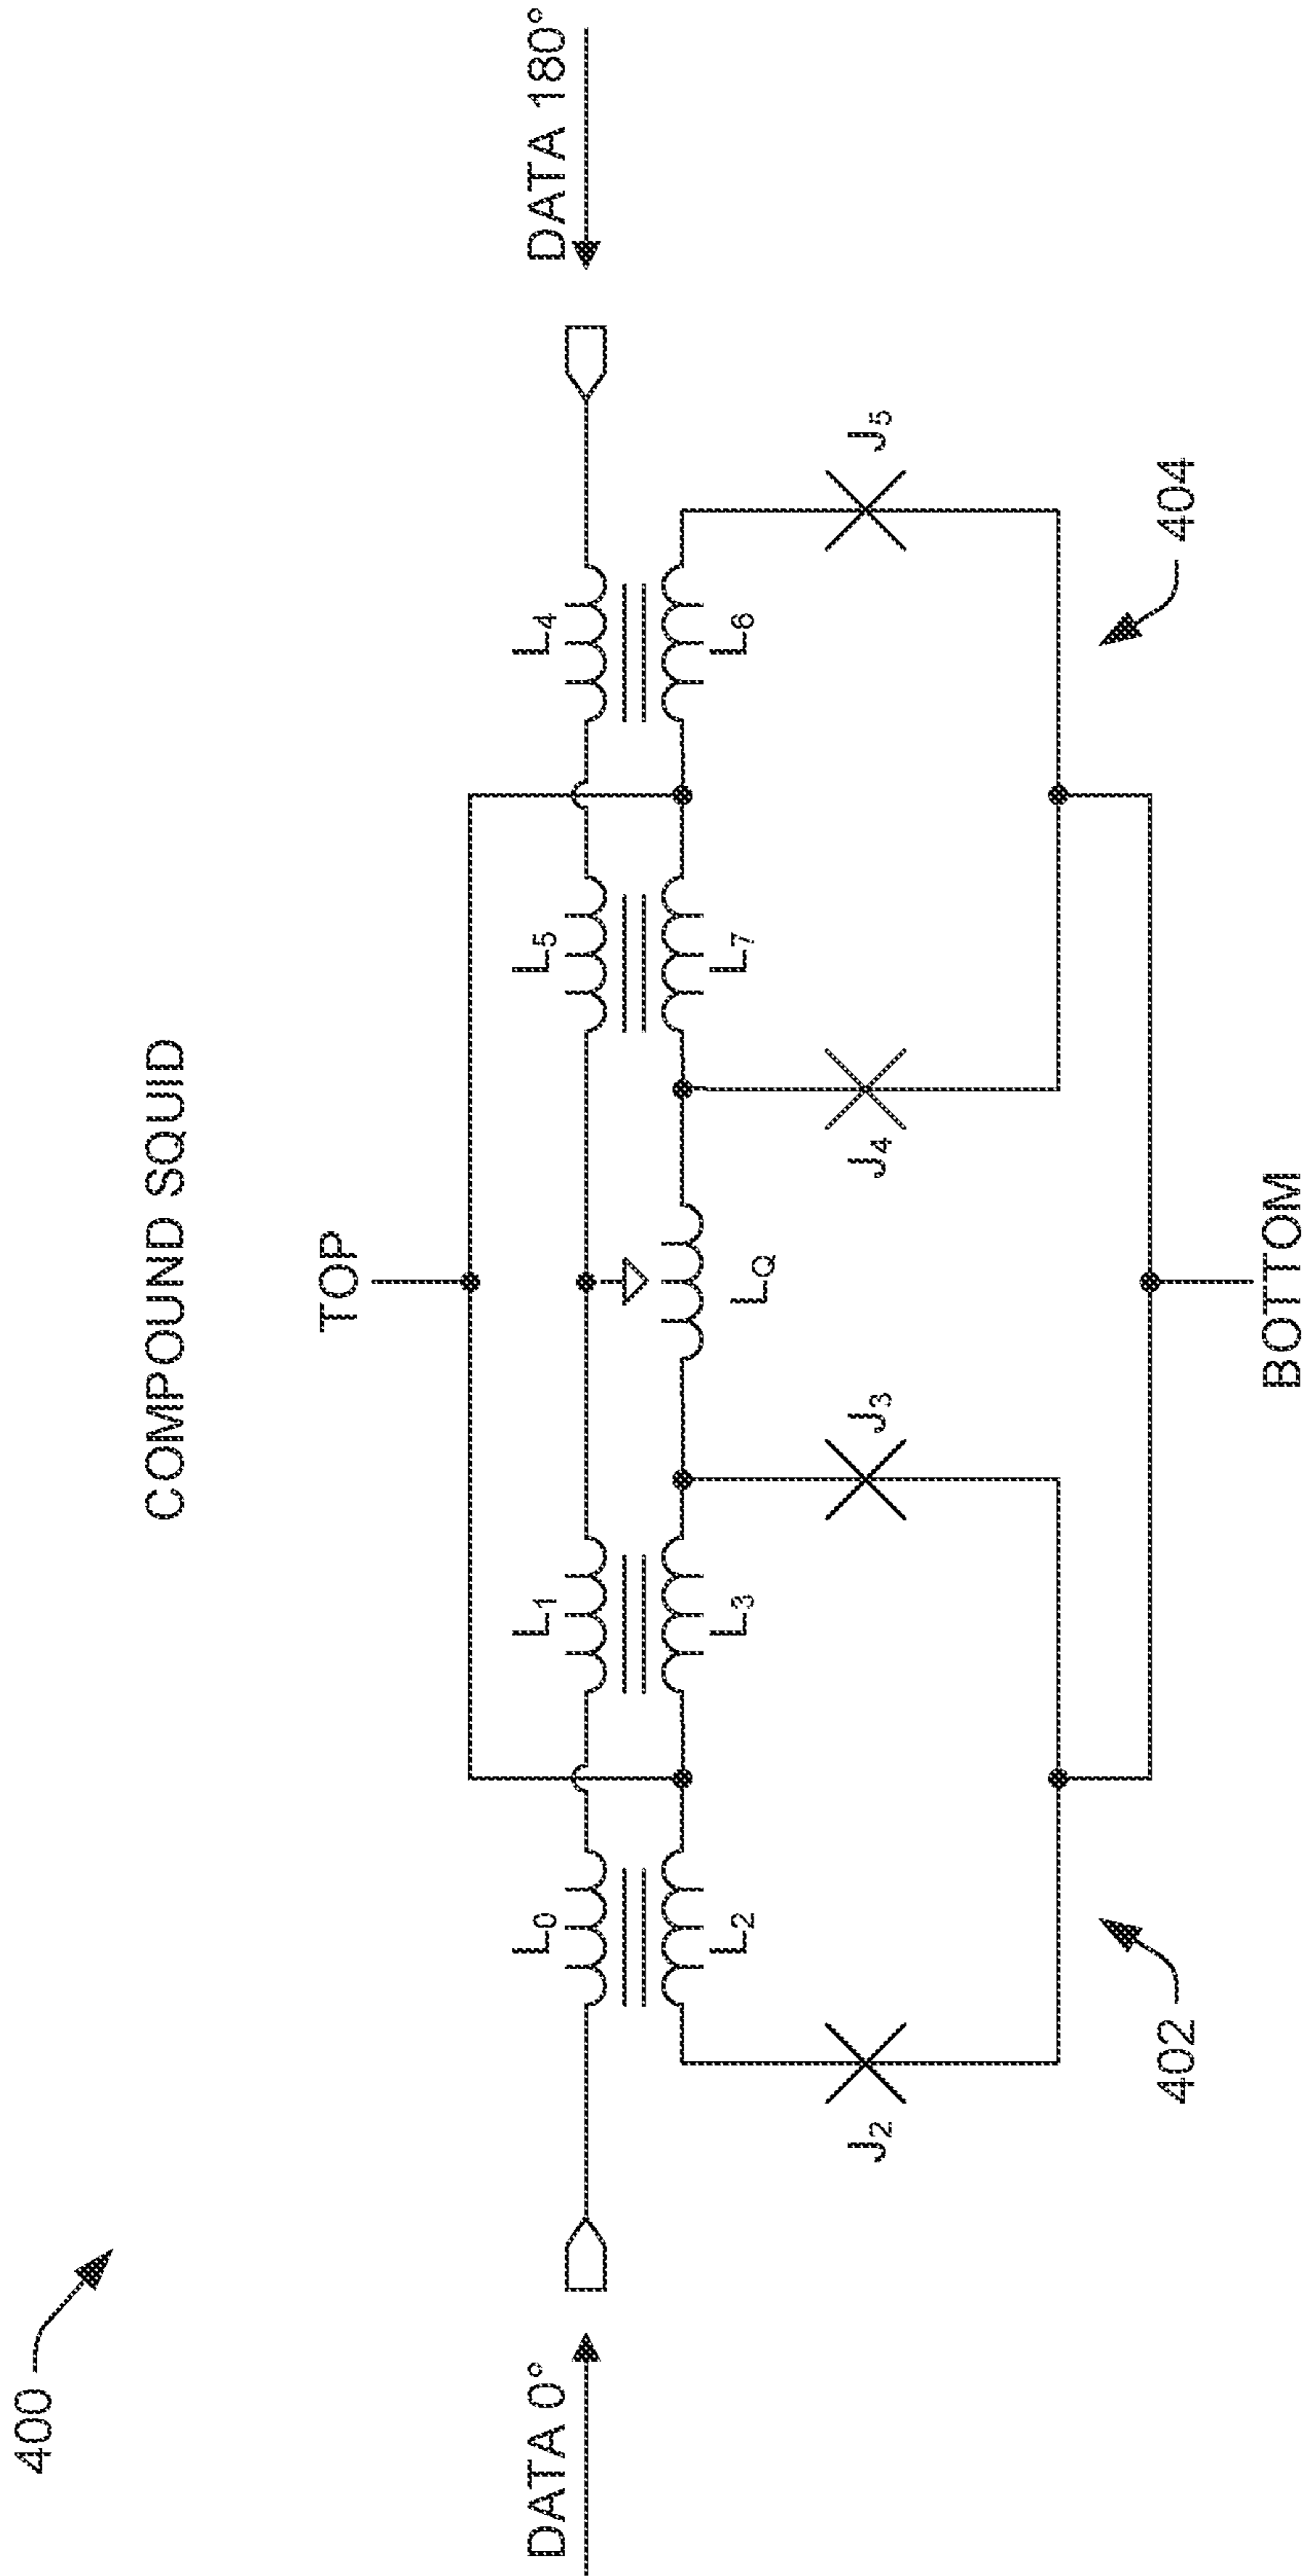 400
COMPOUND SQUID
TOP
DATA 0°
DATA 180°
L0
L1
L5
L4
L2
L3
LQ
L7
L6
J2
J3
J4
J5
402
404
BOTTOM